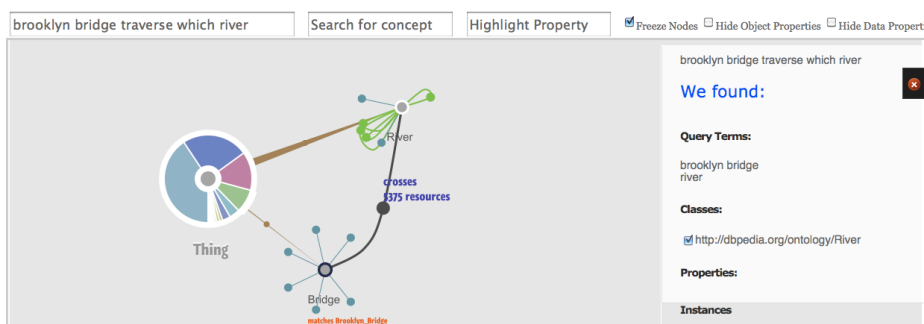 brooklyn bridge traverse which river
Search for concept
Highlight Property
Freeze Nodes
Hide Object Properties
Hide Data Propert
brooklyn bridge traverse which river
We found:
Query Terms:
brooklyn bridge
river
Classes:
http://dbpedia.org/ontology/River
Properties:
Instances
River
crosses
5375 resources
Thing
Bridge
matches Brooklyn_Bridge